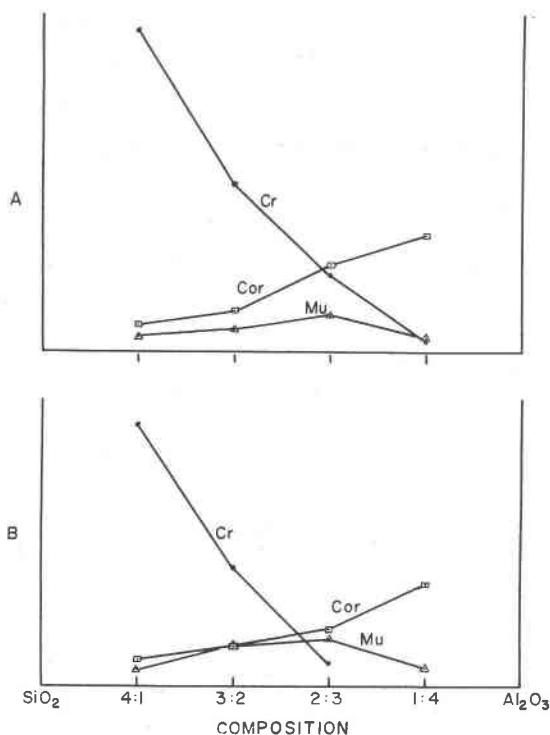 A
Cr
Cor
Mu
B
Cr
Cor
Mu
SiO₂ 4:1 3:2 2:3 1:4 Al₂O₃
COMPOSITION